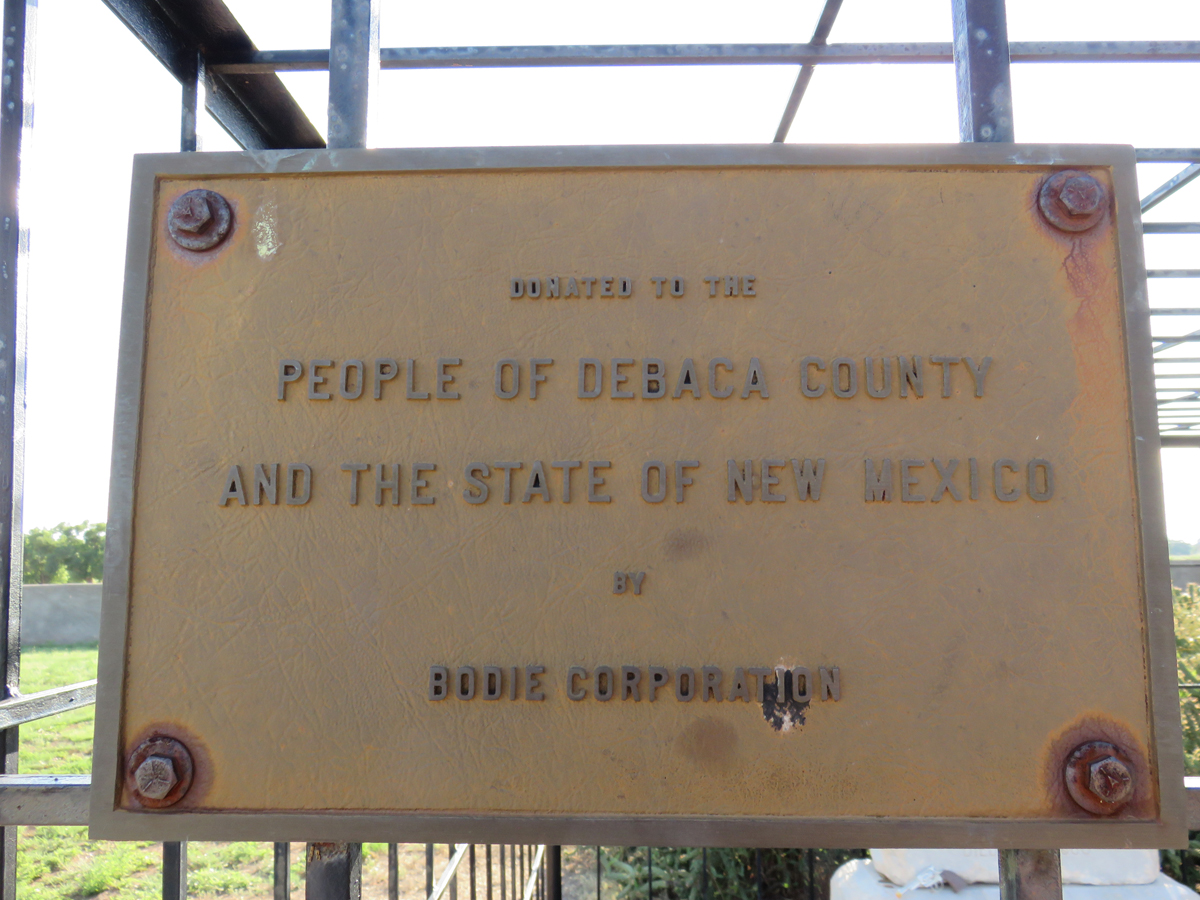 DONATED TO THE
PEOPLE OF DEBACA COUNTY
AND THE STATE OF NEW MEXICO
BY
BODIE CORPORATION